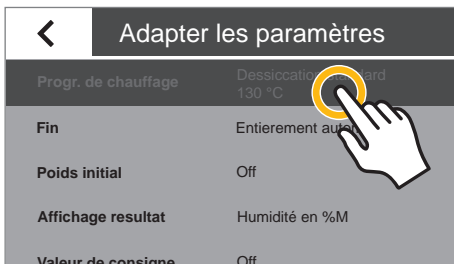 Adapter les paramètres
Progr. de chauffage
Dessiccation standard
130 °C
Fin
Entierement
Poids initial
Off
Affichage resultat
Humidité en %M
Valeur de consigne
Off